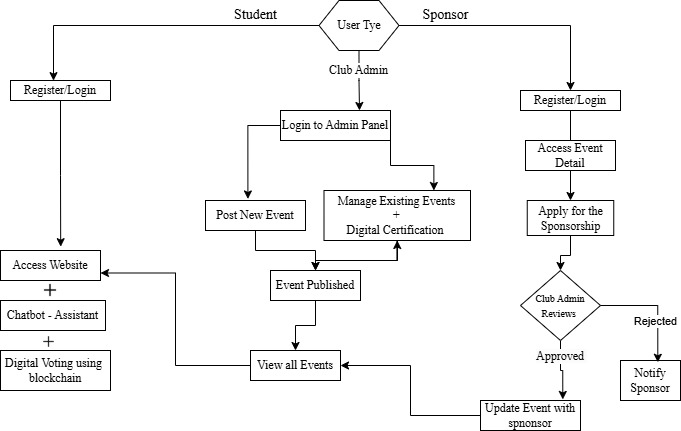 Student
User Tye
Sponsor
Club Admin
Register/Login
Login to Admin Panel
Register/Login
Access Event
Detail
Post New Event
Manage Existing Events
+
Digital Certification
Apply for the
Sponsorship
Access Website
+
Chatbot - Assistant
+
Digital Voting using
blockchain
Event Published
Club Admin
Reviews
Rejected
Approved
View all Events
Notify
Sponsor
Update Event with
spnonsor